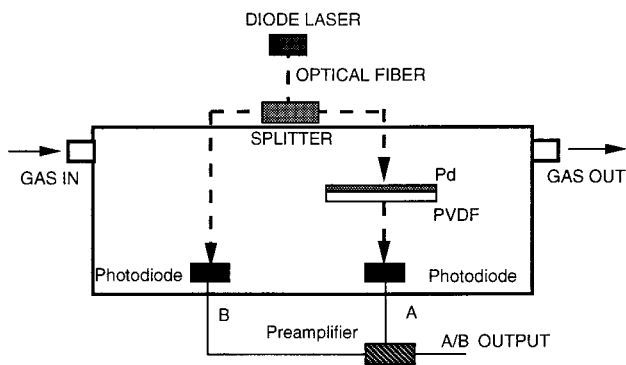 DIODE LASER
OPTICAL FIBER
SPLITTER
GAS IN
GAS OUT
Pd
PVDF
Photodiode
Photodiode
B
A
Preamplifier
A/B OUTPUT